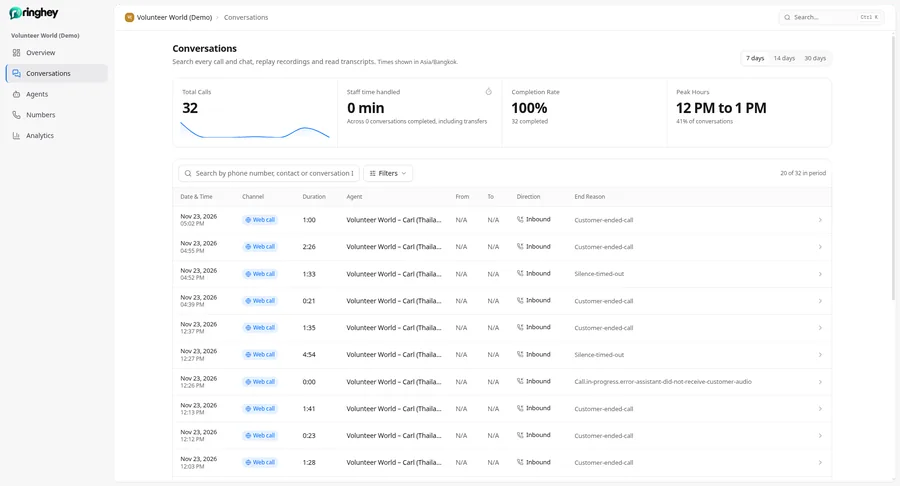 ringhey
Volunteer World (Demo)
Overview
Conversations
Agents
Numbers
Analytics
Volunteer World (Demo) › Conversations
Search... Ctrl K
Conversations
Search every call and chat, replay recordings and read transcripts. Times shown in Asia/Bangkok.
7 days 14 days 30 days
Total Calls
32
Staff time handled
0 min
Across 0 conversations completed, including transfers
Completion Rate
100%
32 completed
Peak Hours
12 PM to 1 PM
41% of conversations
Search by phone number, contact or conversation I
Filters
20 of 32 in period
Date & Time Channel Duration Agent From To Direction End Reason
Nov 23, 2026
05:02 PM
Web call 1:00 Volunteer World – Carl (Thaila... N/A N/A Inbound Customer-ended-call
Nov 23, 2026
04:55 PM
Web call 2:26 Volunteer World – Carl (Thaila... N/A N/A Inbound Customer-ended-call
Nov 23, 2026
04:52 PM
Web call 1:33 Volunteer World – Carl (Thaila... N/A N/A Inbound Silence-timed-out
Nov 23, 2026
04:39 PM
Web call 0:21 Volunteer World – Carl (Thaila... N/A N/A Inbound Customer-ended-call
Nov 23, 2026
12:37 PM
Web call 1:35 Volunteer World – Carl (Thaila... N/A N/A Inbound Customer-ended-call
Nov 23, 2026
12:27 PM
Web call 4:54 Volunteer World – Carl (Thaila... N/A N/A Inbound Silence-timed-out
Nov 23, 2026
12:26 PM
Web call 0:00 Volunteer World – Carl (Thaila... N/A N/A Inbound Call.in-progress.error-assistant-did-not-receive-customer-audio
Nov 23, 2026
12:13 PM
Web call 1:41 Volunteer World – Carl (Thaila... N/A N/A Inbound Customer-ended-call
Nov 23, 2026
12:12 PM
Web call 0:23 Volunteer World – Carl (Thaila... N/A N/A Inbound Customer-ended-call
Nov 23, 2026
12:03 PM
Web call 1:28 Volunteer World – Carl (Thaila... N/A N/A Inbound Customer-ended-call